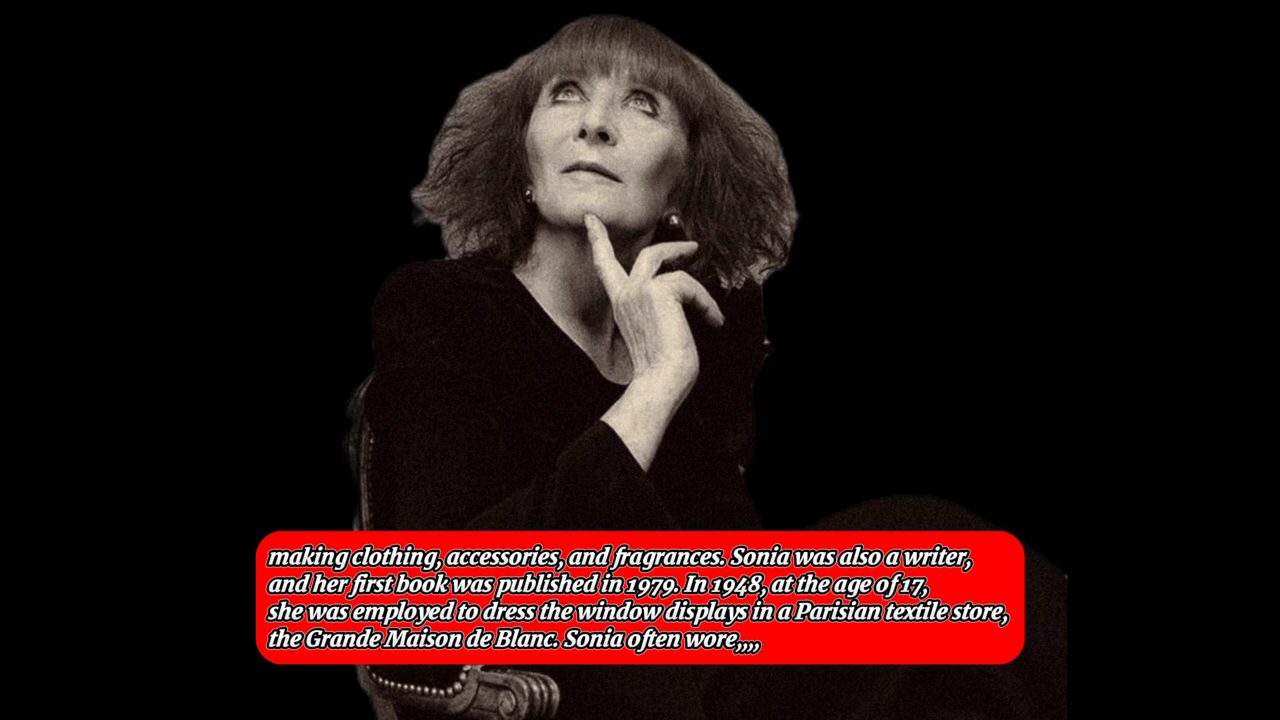 making clothing, accessories, and fragrances. Sonia was also a writer,
and her first book was published in 1979. In 1948, at the age of 17,
she was employed to dress the window displays in a Parisian textile store,
the Grande Maison de Blanc. Sonia often wore,,,,